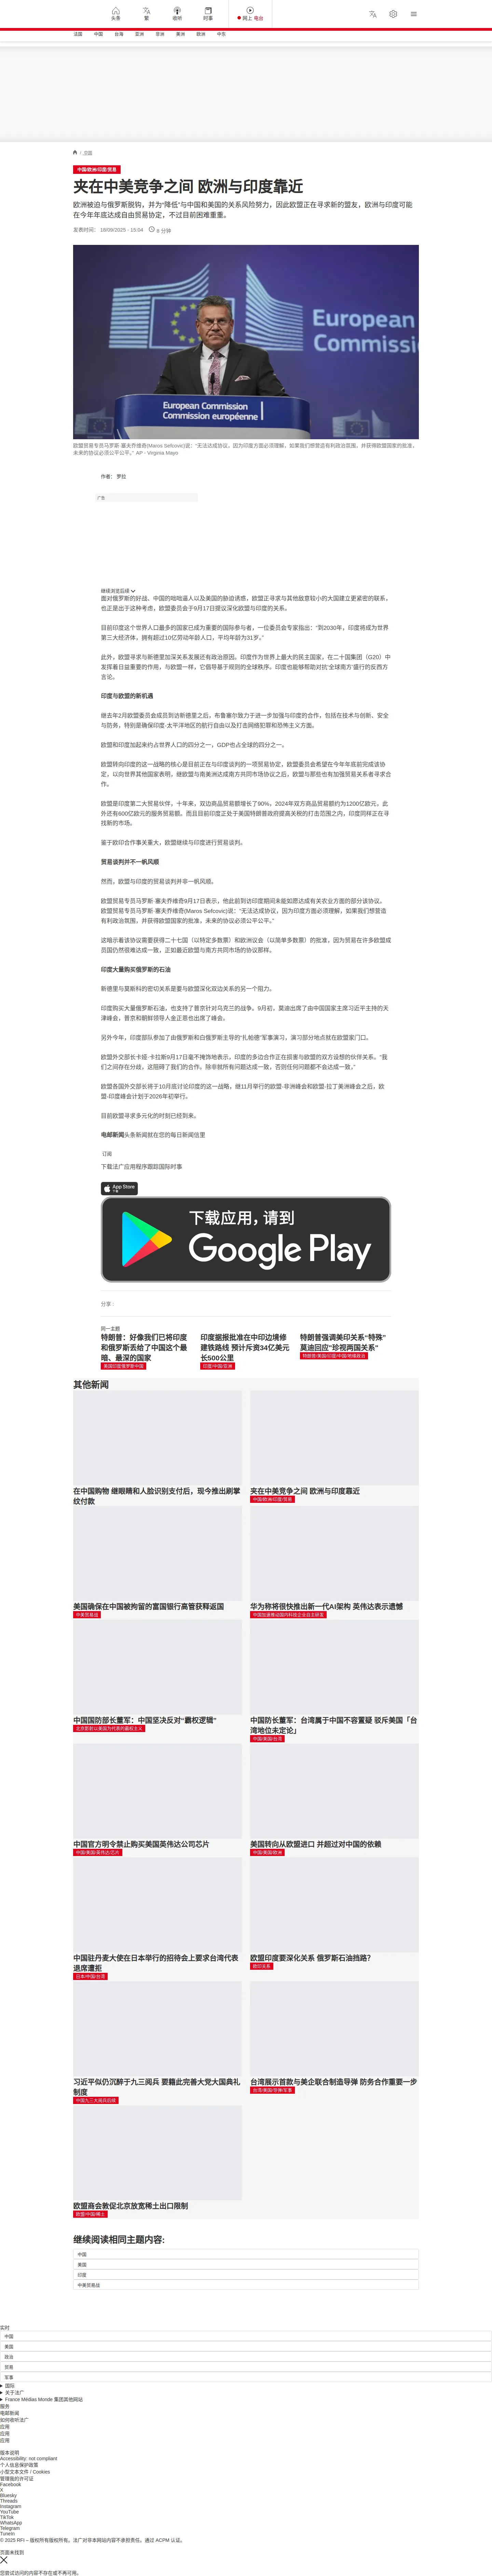 头条
繁
收听
时事
网上 电台
法国
中国
台海
亚洲
非洲
美洲
欧洲
中东
/ 中国
中国/欧洲/印度/贸易
夹在中美竞争之间 欧洲与印度靠近
欧洲被迫与俄罗斯脱钩，并为“降低”与中国和美国的关系风险努力，因此欧盟正在寻求新的盟友，欧洲与印度可能
在今年年底达成自由贸易协定，不过目前困难重重。
发表时间： 18/09/2025 - 15:04
European Commission
Commission européenne
欧盟贸易专员马罗斯·塞夫乔维奇(Maros Sefcovic)说：“无法达成协议，因为印度方面必须理解，如果我们想营造有利政治氛围，并获得欧盟国家的批准，
未来的协议必须公平公平。” AP - Virginia Mayo
作者： 罗拉
广告
继续浏览后续
面对俄罗斯的好战、中国的咄咄逼人以及美国的胁迫诱惑，欧盟正寻求与其他敌意较小的大国建立更紧密的联系，
也正是出于这种考虑，欧盟委员会于9月17日提议深化欧盟与印度的关系。
目前印度这个世界人口最多的国家已成为重要的国际参与者，一位委员会专家指出：“到2030年，印度将成为世界
第三大经济体，拥有超过10亿劳动年龄人口，平均年龄为31岁。”
此外，欧盟寻求与新德里加深关系发展还有政治原因。印度作为世界上最大的民主国家，在二十国集团（G20）中
发挥着日益重要的作用，与欧盟一样，它倡导基于规则的全球秩序。印度也能够帮助对抗‘全球南方’盛行的反西方
言论。
印度与欧盟的新机遇
继去年2月欧盟委员会成员到访新德里之后，布鲁塞尔致力于进一步加强与印度的合作，包括在技术与创新、安全
与防务，特别是确保印度-太平洋地区的航行自由以及打击网络犯罪和恐怖主义方面。
欧盟和印度加起来约占世界人口的四分之一，GDP也占全球的四分之一。
欧盟转向印度的这一战略的核心是目前正在与印度谈判的一项贸易协定，欧盟委员会希望在今年年底前完成该协
定，以向世界其他国家表明，继欧盟与南美洲达成南方共同市场协议之后，欧盟与那些也有加强贸易关系者寻求合
作。
欧盟是印度第二大贸易伙伴，十年来，双边商品贸易额增长了90%，2024年双方商品贸易额约为1200亿欧元，此
外还有600亿欧元的服务贸易额。而且目前印度正处于美国特朗普政府提高关税的打击范围之内，印度同样正在寻
找新的市场。
鉴于欧印合作事关重大，欧盟继续与印度进行贸易谈判。
贸易谈判并不一帆风顺
然而，欧盟与印度的贸易谈判并非一帆风顺。
欧盟贸易专员马罗斯·塞夫乔维奇9月17日表示，他此前到访印度期间未能如愿达成有关农业方面的部分该协议。
欧盟贸易专员马罗斯·塞夫乔维奇(Maros Sefcovic)说：“无法达成协议，因为印度方面必须理解，如果我们想营造
有利政治氛围，并获得欧盟国家的批准，未来的协议必须公平公平。”
这暗示着该协议需要获得二十七国（以特定多数票）和欧洲议会（以简单多数票）的批准，因为贸易在许多欧盟成
员国仍然很难达成一致，正如最近欧盟与南方共同市场的协议那样。
印度大量购买俄罗斯的石油
新德里与莫斯科的密切关系是要与欧盟深化双边关系的另一个阻力。
印度购买大量俄罗斯石油，也支持了普京针对乌克兰的战争。9月初，莫迪出席了由中国国家主席习近平主持的天
津峰会，普京和朝鲜领导人金正恩也出席了峰会。
另外今年，印度部队参加了由俄罗斯和白俄罗斯主导的“扎帕德”军事演习，演习部分地点就在欧盟家门口。
欧盟外交部长卡娅·卡拉斯9月17日毫不掩饰地表示，印度的多边合作正在损害与欧盟的双方设想的伙伴关系。“我
们之间存在分歧，这阻碍了我们的合作，除非就所有问题达成一致，否则任何问题都不会达成一致。”
欧盟各国外交部长将于10月底讨论印度的这一战略，继11月举行的欧盟-非洲峰会和欧盟-拉丁美洲峰会之后，欧
盟-印度峰会计划于2026年初举行。
目前欧盟寻求多元化的时刻已经到来。
电邮新闻头条新闻就在您的每日新闻信里
订阅
下载法广应用程序跟踪国际时事
App Store
下载应用，请到
Google Play
分享 :
同一主题
特朗普：好像我们已将印度
和俄罗斯丢给了中国这个最
暗、最深的国家
美国印度俄罗斯中国
印度据报批准在中印边境修
建铁路线 预计斥资34亿美元
长500公里
印度/中国/亚洲
特朗普强调美印关系“特殊”
莫迪回应"珍视两国关系"
特朗普/美国/印度/中国/地缘政治
其他新闻
在中国购物 继眼睛和人脸识别支付后，现今推出刷掌
纹付款
夹在中美竞争之间 欧洲与印度靠近
中国/欧洲/印度/贸易
美国确保在中国被拘留的富国银行高管获释返国
中美贸易战
华为称将很快推出新一代AI架构 英伟达表示遗憾
中国加速推动国内科技企业自主研发
中国国防部长董军：中国坚决反对“霸权逻辑”
北京影射以美国为代表的霸权主义
中国防长董军：台湾属于中国不容置疑 驳斥美国「台
湾地位未定论」
中国/美国/台湾
中国官方明令禁止购买美国英伟达公司芯片
中国/美国/英伟达/芯片
美国转向从欧盟进口 并超过对中国的依赖
中国/美国/欧洲
中国驻丹麦大使在日本举行的招待会上要求台湾代表
退席遭拒
日本/中国/台湾
欧盟印度要深化关系 俄罗斯石油挡路？
欧印关系
习近平似仍沉醉于九三阅兵 要藉此完善大党大国典礼
制度
中国九三大阅兵后续
台湾展示首款与美企联合制造导弹 防务合作重要一步
台湾/美国/导弹/军事
欧盟商会敦促北京放宽稀土出口限制
欧盟/中国/稀土
继续阅读相同主题内容:
中国
美国
印度
中美贸易战
实时
中国
美国
政治
贸易
军事
国际
关于法广
France Médias Monde 集团其他网站
服务
电邮新闻
如何收听法广
应用
应用
应用
版本说明
Accessibility: not compliant
个人信息保护政策
小型文本文件 / Cookies
管理我的许可证
Facebook
X
Bluesky
Threads
Instagram
YouTube
TikTok
WhatsApp
Telegram
TuneIn
© 2025 RFI – 版权所有版权所有。法广对非本网站内容不承担责任。通过 ACPM 认证。
页面未找到
您尝试访问的内容不存在或不再可用。